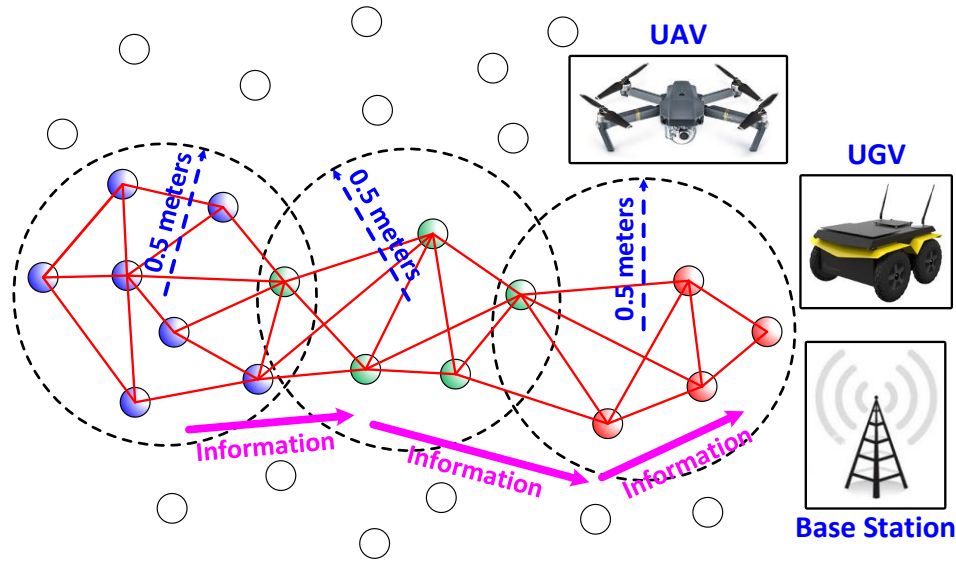 UAV
UGV
0.5 meters
0.5 meters
0.5 meters
Information
Information
Information
Base Station